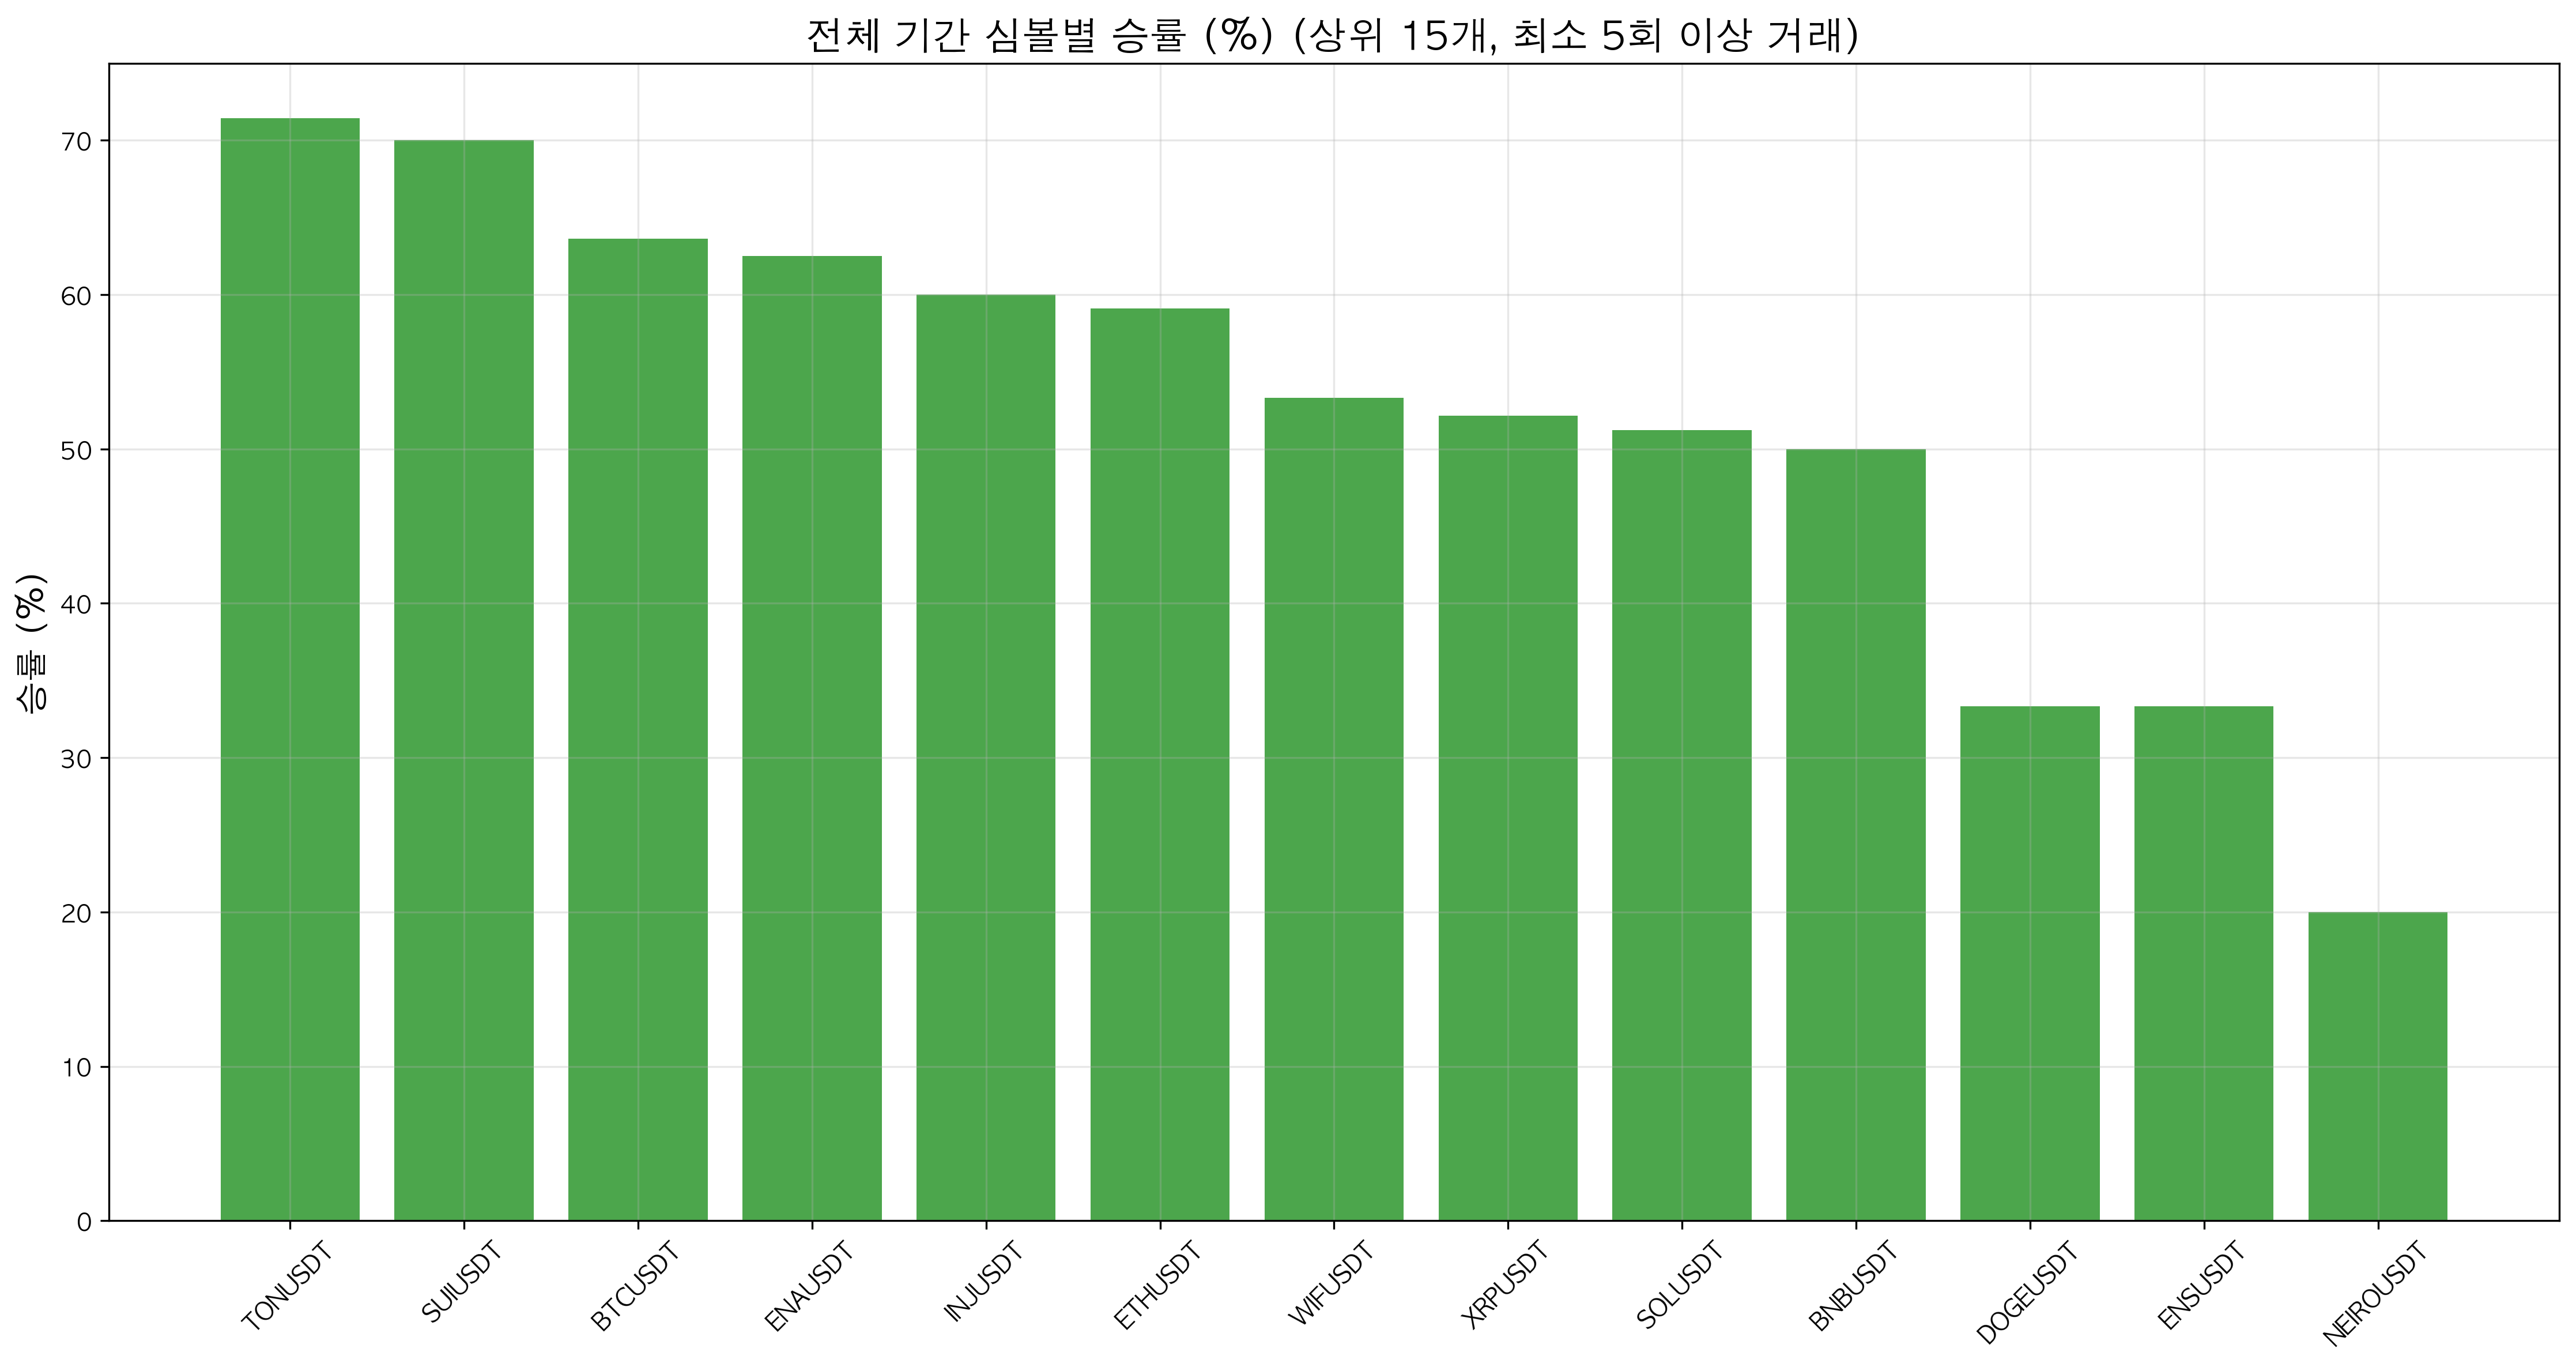 전체 기간 심볼별 승률 (%) (상위 15개, 최소 5회 이상 거래)
승률 (%)
70
60
50
40
30
20
10
0
TONUSDT
SUIUSDT
BTCUSDT
ENAUSDT
INJUSDT
ETHUSDT
WIFUSDT
XRPUSDT
SOLUSDT
BNBUSDT
DOGEUSDT
ENSUSDT
NEIROUSDT